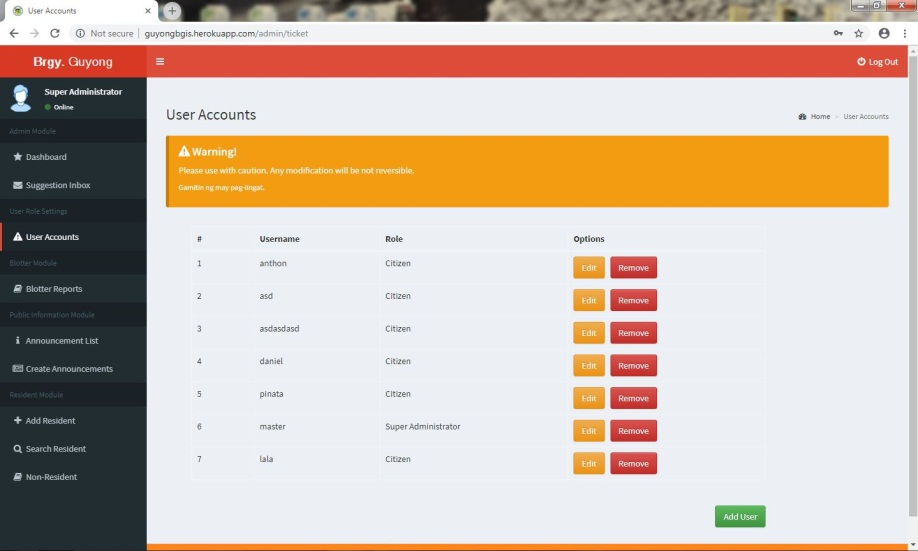 User Accounts
Not secure | guyongbgis.herokuapp.com/admin/ticket
Brgy. Guyong
Log Out
Super Administrator
Online
Admin Module
Dashboard
Suggestion Inbox
User Role Settings
User Accounts
Blotter Module
Blotter Reports
Public Information Module
Announcement List
Create Announcements
Resident Module
Add Resident
Search Resident
Non-Resident
User Accounts
Home > User Accounts
Warning!
Please use with caution. Any modification will be not reversible.
Gamitin ng may pag-iingat.
# Username Role Options
1 anthon Citizen Edit Remove
2 asd Citizen Edit Remove
3 asdasdasd Citizen Edit Remove
4 daniel Citizen Edit Remove
5 pinata Citizen Edit Remove
6 master Super Administrator Edit Remove
7 lala Citizen Edit Remove
Add User